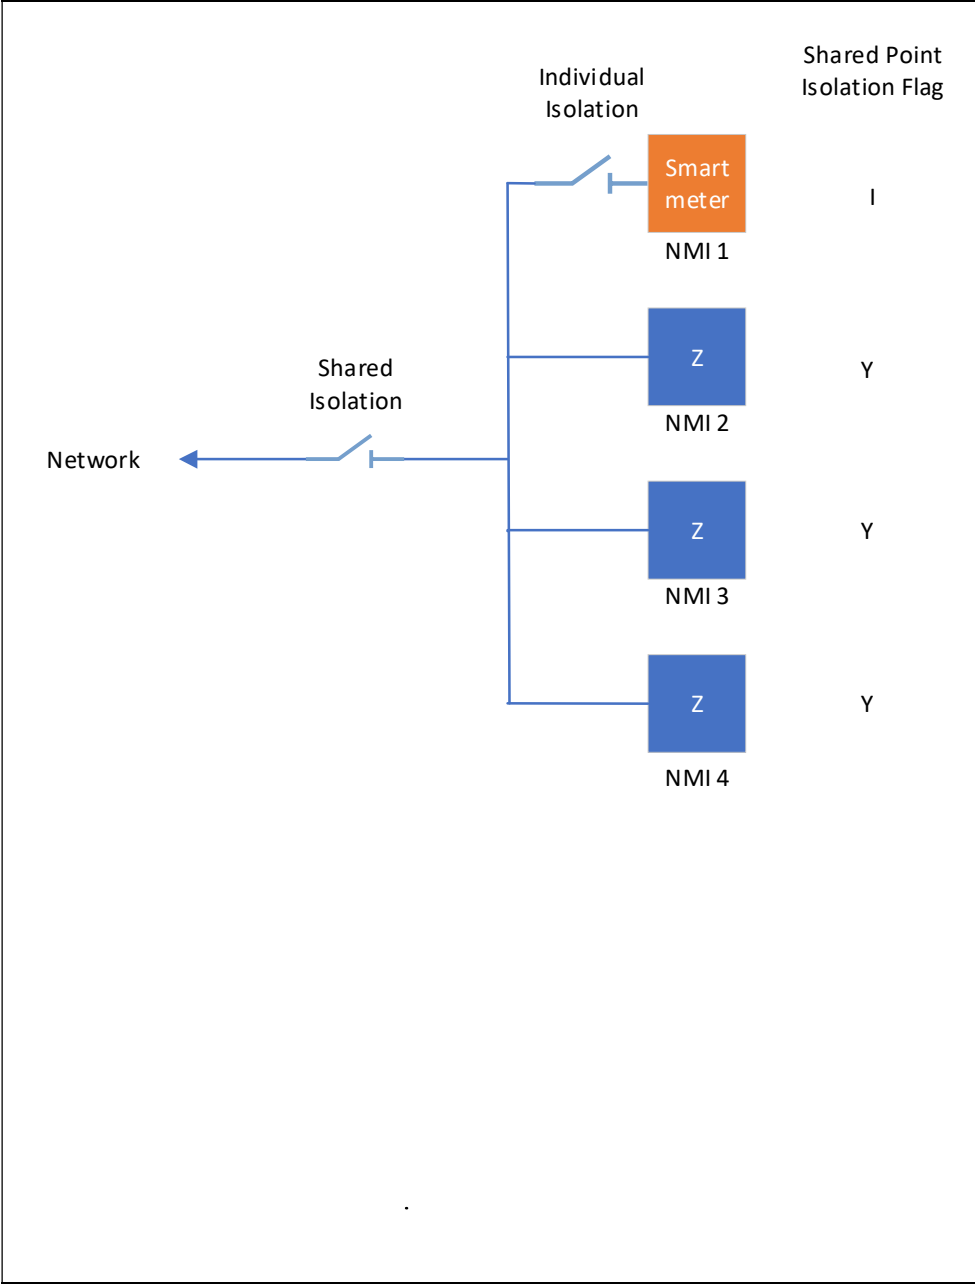 Shared Point
Isolation Flag
Individual
Isolation
Smart
meter
I
NMI 1
Z
Y
NMI 2
Shared
Isolation
Network
Z
Y
NMI 3
Z
Y
NMI 4
.